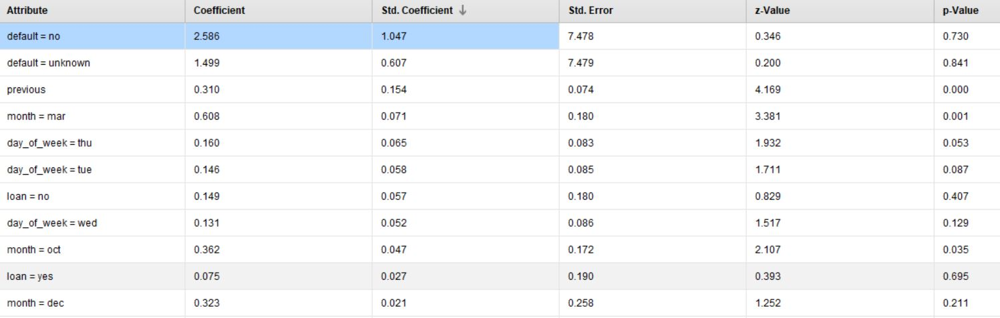 Attribute Coefficient Std. Coefficient ↓ Std. Error z-Value p-Value
default = no 2.586 1.047 7.478 0.346 0.730
default = unknown 1.499 0.607 7.479 0.200 0.841
previous 0.310 0.154 0.074 4.169 0.000
month = mar 0.608 0.071 0.180 3.381 0.001
day_of_week = thu 0.160 0.065 0.083 1.932 0.053
day_of_week = tue 0.146 0.058 0.085 1.711 0.087
loan = no 0.149 0.057 0.180 0.829 0.407
day_of_week = wed 0.131 0.052 0.086 1.517 0.129
month = oct 0.362 0.047 0.172 2.107 0.035
loan = yes 0.075 0.027 0.190 0.393 0.695
month = dec 0.323 0.021 0.258 1.252 0.211